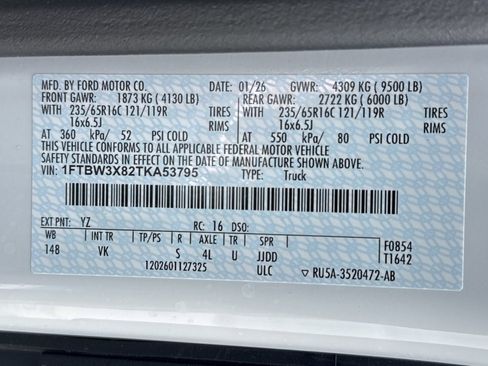 MFD. BY FORD MOTOR CO. 01/26 GVWR: 4309 KG ( 9500 LB)
FRONT GAWR: 1873 KG ( 4130 LB) REAR GAWR: 2722 KG ( 6000 LB)
WITH WITH
235/65R16C 121/119R TIRES 235/65R16C 121/119R TIRES
16x6.5J RIMS 16x6.5J RIMS
AT 360 kPa/ 52 PSI COLD AT 550 kPa/ 80 PSI COLD
THIS VEHICLE CONFORMS TO ALL APPLICABLE FEDERAL MOTOR VEHICLE
SAFETY STANDARDS IN EFFECT ON THE DATE OF MANUFACTURE SHOWN ABOVE.
VIN: 1FTBW3X82TKA53795 TYPE: Truck
EXT PNT: YZ RC: 16 DSO:
WB INT TR TP/PS R AXLE TR SPR F0854
148 VK S 4L U JJDD T1642
1202601127325 ULC ▷ RU5A-3520472-AB